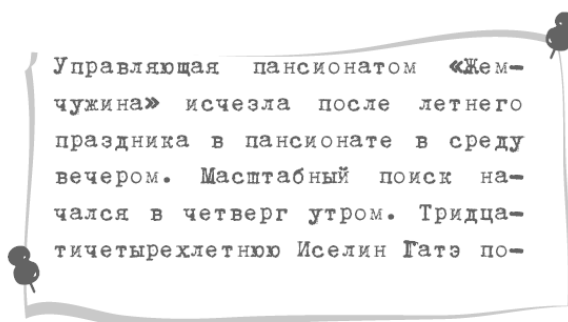 Управляющая пансионатом «Жем-
чужина» исчезла после летнего
праздника в пансионате в среду
вечером. Масштабный поиск на-
чался в четверг утром. Тридца-
тичетырехлетнюю Иселин Гатэ по-